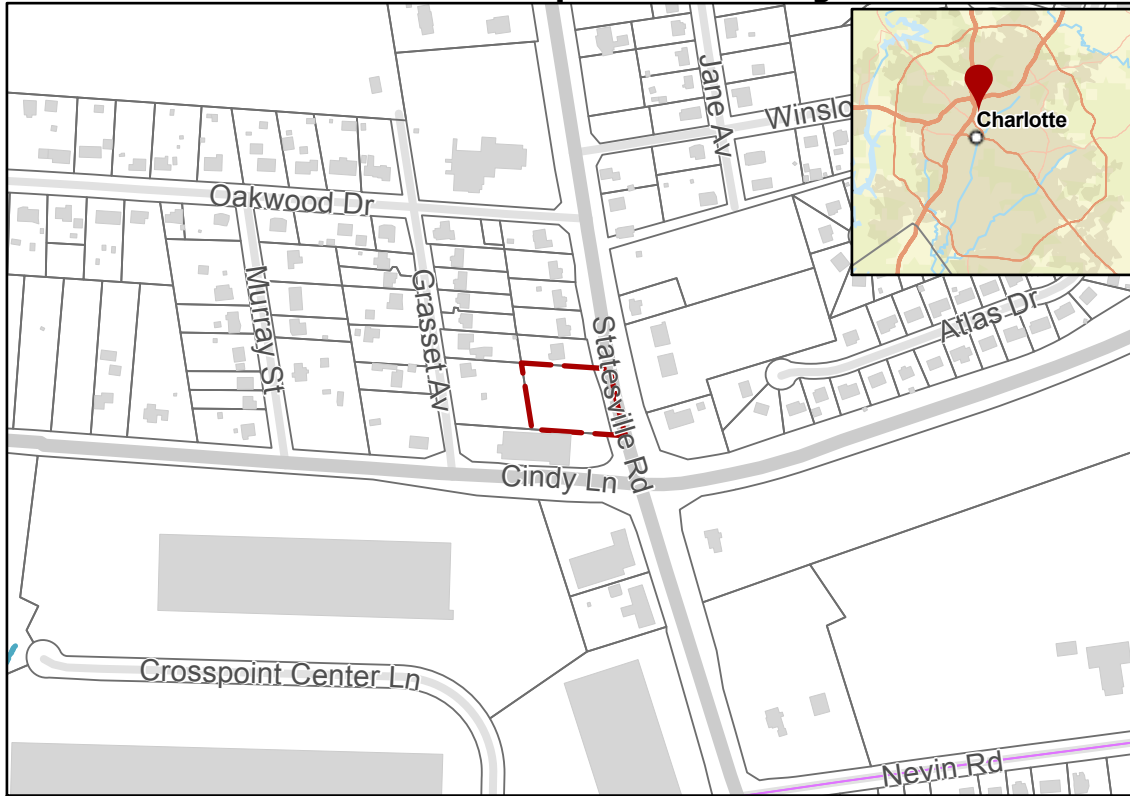 Jane Av
Winslo
Charlotte
Oakwood Dr
Murray St
Grasset Av
Statesville Rd
Atlas Dr
Cindy Ln
Crosspoint Center Ln
Nevin Rd